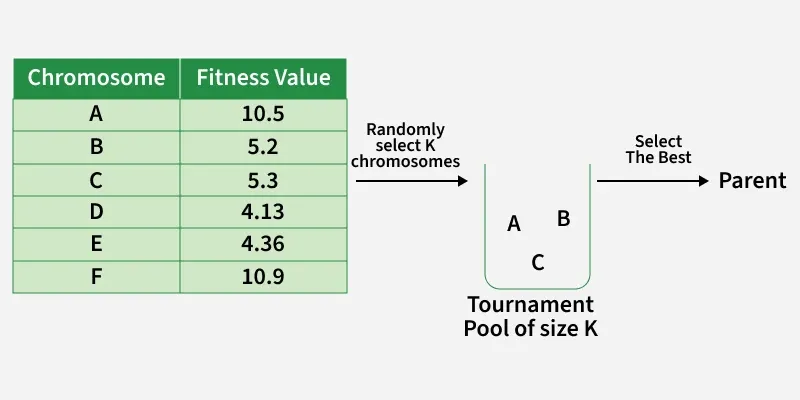 Chromosome Fitness Value
A 10.5
B 5.2
C 5.3
D 4.13
E 4.36
F 10.9
Randomly
select K
chromosomes
A B
C
Tournament
Pool of size K
Select
The Best
Parent